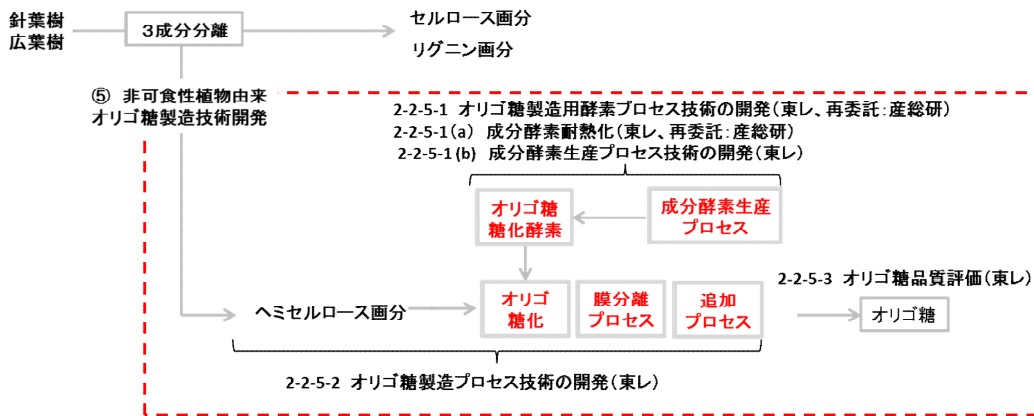 針葉樹
広葉樹
3成分分離
セルロース画分
リグニン画分
⑤ 非可食性植物由来
オリゴ糖製造技術開発
2-2-5-1 オリゴ糖製造用酵素プロセス技術の開発(東レ、再委託:産総研)
2-2-5-1(a) 成分酵素耐熱化(東レ、再委託:産総研)
2-2-5-1(b) 成分酵素生産プロセス技術の開発(東レ)
オリゴ糖
糖化酵素
成分酵素生産
プロセス
ヘミセルロース画分
オリゴ
糖化
膜分離
プロセス
追加
プロセス
2-2-5-3 オリゴ糖品質評価(東レ)
オリゴ糖
2-2-5-2 オリゴ糖製造プロセス技術の開発(東レ)